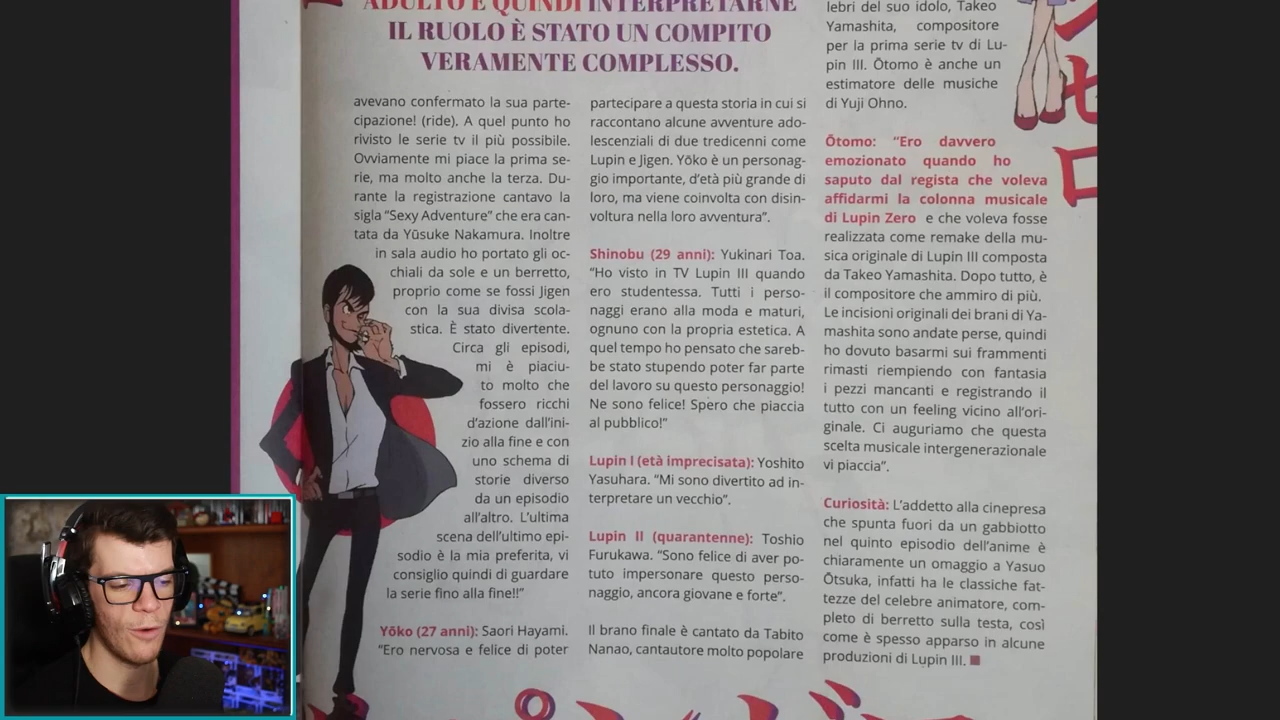 ADULTO E QUINDI INTERPRETARNE
IL RUOLO È STATO UN COMPITO
VERAMENTE COMPLESSO.
avevano confermato la sua parte-
cipazione! (ride). A quel punto ho
rivisto le serie tv il più possibile.
Ovviamente mi piace la prima se-
rie, ma molto anche la terza. Du-
rante la registrazione cantavo la
sigla “Sexy Adventure” che era can-
tata da Yūsuke Nakamura. Inoltre
in sala audio ho portato gli oc-
chiali da sole e un berretto,
proprio come se fossi Jigen
con la sua divisa scola-
stica. È stato divertente.
Circa gli episodi,
mi è piaciu-
to molto che
fossero ricchi
d’azione dall’ini-
zio alla fine e con
uno schema di
storie diverso
da un episodio
all’altro. L’ultima
scena dell’ultimo epi-
sodio è la mia preferita, vi
consiglio quindi di guardare
la serie fino alla fine!!”
Yōko (27 anni): Saori Hayami.
“Ero nervosa e felice di poter
partecipare a questa storia in cui si
raccontano alcune avventure ado-
lescenziali di due tredicenni come
Lupin e Jigen. Yōko è un personag-
gio importante, d’età più grande di
loro, ma viene coinvolta con disin-
voltura nella loro avventura”.
Shinobu (29 anni): Yukinari Toa.
“Ho visto in TV Lupin III quando
ero studentessa. Tutti i perso-
naggi erano alla moda e maturi,
ognuno con la propria estetica. A
quel tempo ho pensato che sareb-
be stato stupendo poter far parte
del lavoro su questo personaggio!
Ne sono felice! Spero che piaccia
al pubblico!”
Lupin I (età imprecisata): Yoshito
Yasuhara. “Mi sono divertito ad in-
terpretare un vecchio”.
Lupin II (quarantenne): Toshio
Furukawa. “Sono felice di aver po-
tuto impersonare questo perso-
naggio, ancora giovane e forte”.
Il brano finale è cantato da Tabito
Nanao, cantautore molto popolare
lebri del suo idolo, Takeo
Yamashita, compositore
per la prima serie tv di Lu-
pin III. Ōtomo è anche un
estimatore delle musiche
di Yuji Ohno.
Ōtomo: “Ero davvero
emozionato quando ho
saputo dal regista che voleva
affidarmi la colonna musicale
di Lupin Zero e che voleva fosse
realizzata come remake della mu-
sica originale di Lupin III composta
da Takeo Yamashita. Dopo tutto, è
il compositore che ammiro di più.
Le incisioni originali dei brani di Ya-
mashita sono andate perse, quindi
ho dovuto basarmi sui frammenti
rimasti riempiendo con fantasia
i pezzi mancanti e registrando il
tutto con un feeling vicino all’ori-
ginale. Ci auguriamo che questa
scelta musicale intergenerazionale
vi piaccia”.
Curiosità: L’addetto alla cinepresa
che spunta fuori da un gabbiotto
nel quinto episodio dell’anime è
chiaramente un omaggio a Yasuo
Ōtsuka, infatti ha le classiche fat-
tezze del celebre animatore, com-
pleto di berretto sulla testa, così
come è spesso apparso in alcune
produzioni di Lupin III.
セロ